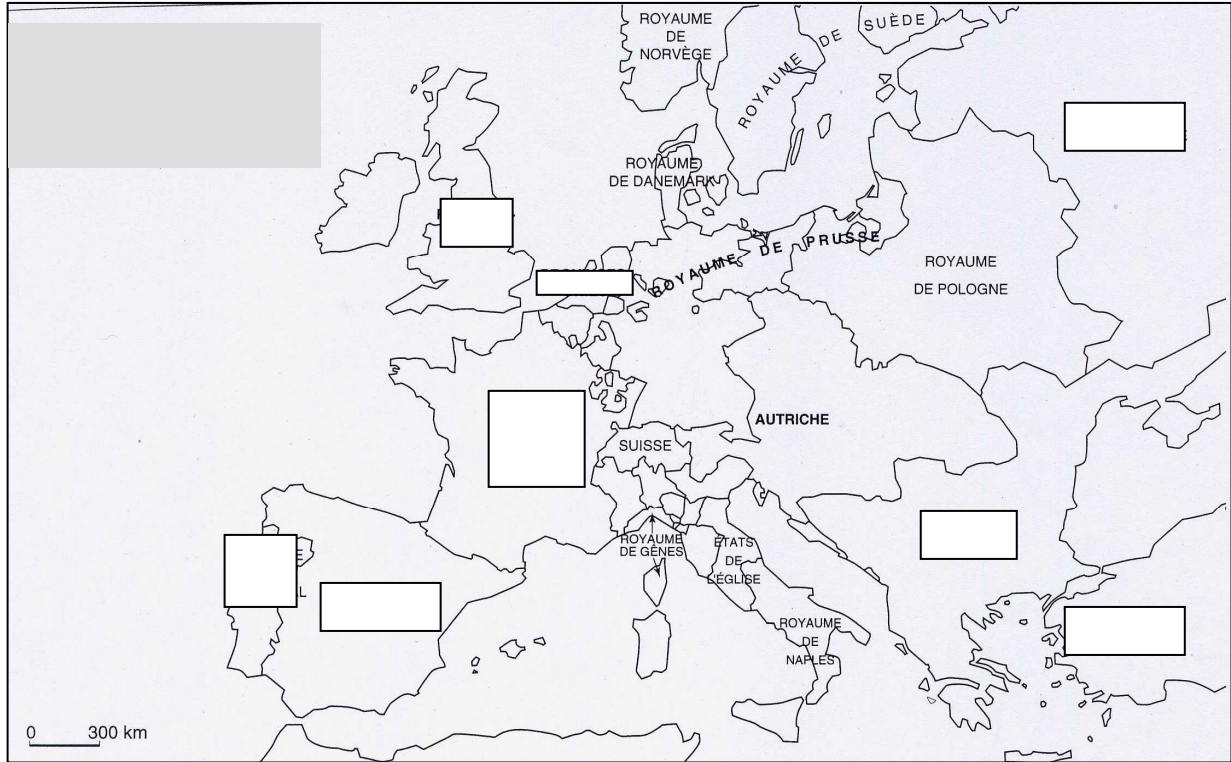 ROYAUME
DE
NORVÈGE
ROYAUME DE SUÈDE
ROYAUME
DE DANEMARK
ROYAUME DE PRUSSE
ROYAUME
DE POLOGNE
AUTRICHE
SUISSE
ROYAUME
DE GÊNES
ÉTATS
DE
L'ÉGLISE
ROYAUME
DE
NAPLES
E
L
0 300 km